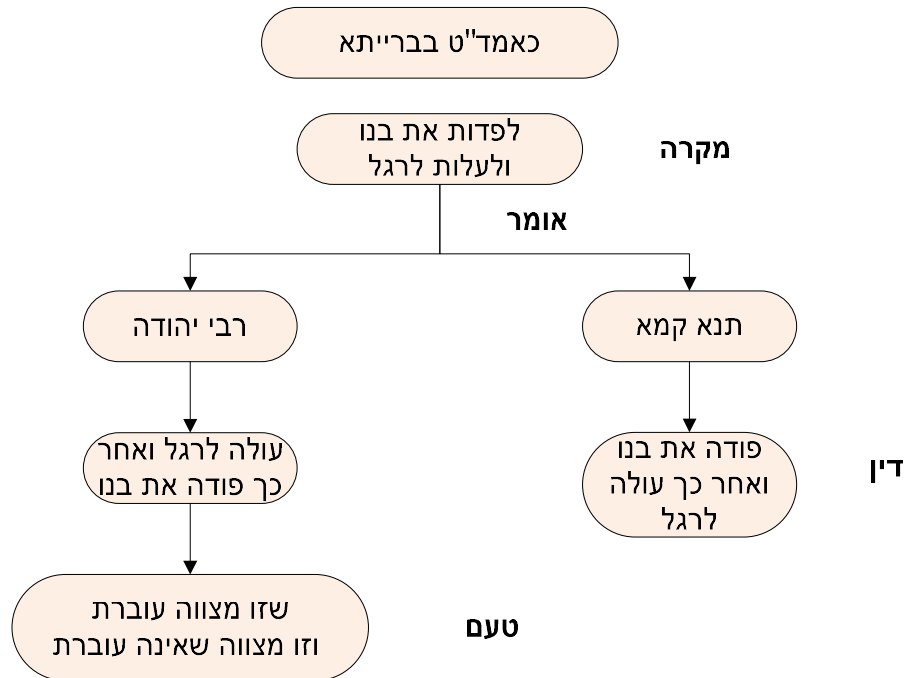 כאמד"ט בברייתא
לפדות את בנו
ולעלות לרגל
מקרה
אומר
תנא קמא
רבי יהודה
פודה את בנו
ואחר כך עולה
לרגל
דין
עולה לרגל ואחר
כך פודה את בנו
שזו מצווה עוברת
וזו מצווה שאינה עוברת
טעם